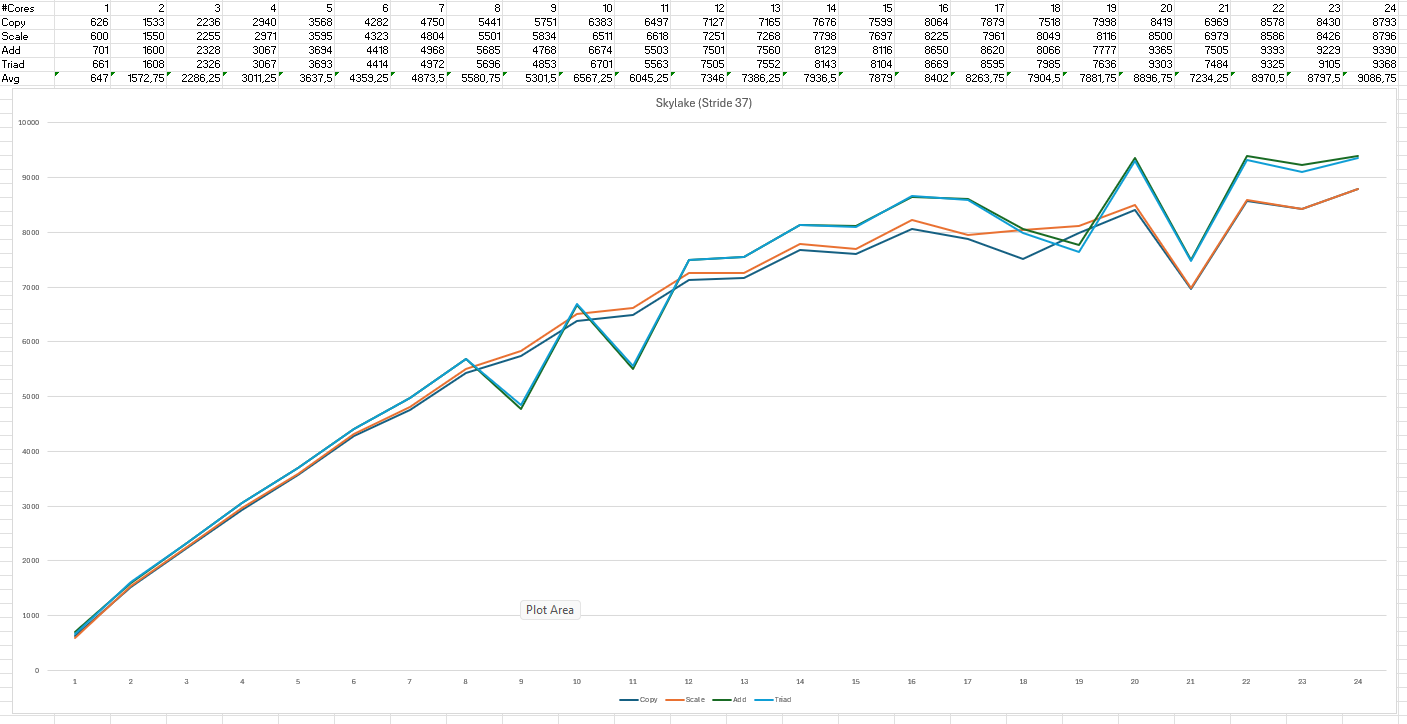 #Cores 1 2 3 4 5 6 7 8 9 10 11 12 13 14 15 16 17 18 19 20 21 22 23 24
Copy 626 1533 2236 2940 3568 4282 4750 5441 5751 6383 6497 7127 7165 7676 7599 8064 7879 7518 7998 8419 6969 8578 8430 8793
Scale 600 1550 2255 2971 3595 4323 4804 5501 5834 6511 6618 7251 7268 7798 7697 8225 7961 8049 8116 8500 6979 8586 8426 8796
Add 701 1600 2328 3067 3694 4418 4968 5685 4768 6674 5503 7501 7560 8129 8116 8650 8620 8066 7777 9365 7505 9393 9229 9390
Triad 661 1608 2326 3067 3693 4414 4972 5696 4853 6701 5563 7505 7552 8143 8104 8669 8595 7985 7636 9303 7484 9325 9105 9368
Avg 647 1572,75 2286,25 3011,25 3637,5 4359,25 4873,5 5580,75 5301,5 6567,25 6045,25 7346 7386,25 7936,5 7879 8402 8263,75 7904,5 7881,75 8896,75 7234,25 8970,5 8797,5 9086,75
Skylake (Stride 37)
10000
9000
8000
7000
6000
5000
4000
3000
2000
1000
0
Plot Area
1 2 3 4 5 6 7 8 9 10 11 12 13 14 15 16 17 18 19 20 21 22 23 24
Copy Scale Add Triad